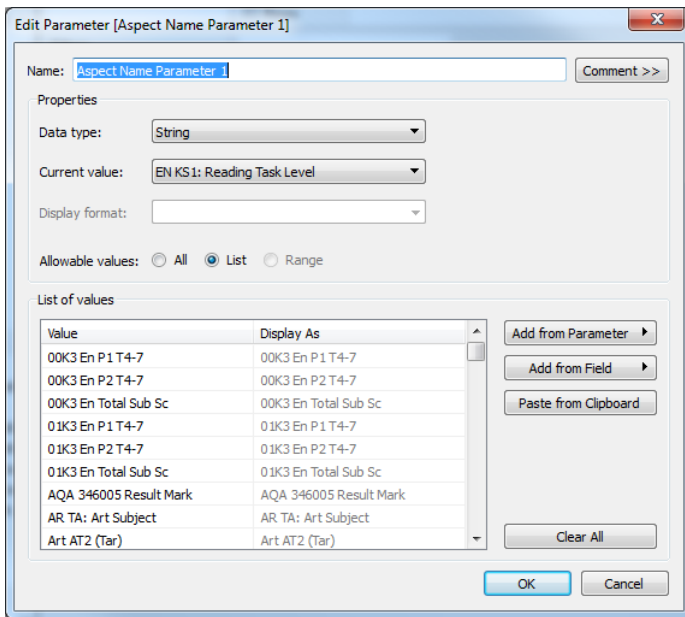 Edit Parameter [Aspect Name Parameter 1]
Name: Aspect Name Parameter 1 Comment >>
Properties
Data type: String
Current value: EN KS1: Reading Task Level
Display format:
Allowable values: All List Range
List of values
Value Display As
00K3 En P1 T4-7 00K3 En P1 T4-7
00K3 En P2 T4-7 00K3 En P2 T4-7
00K3 En Total Sub Sc 00K3 En Total Sub Sc
01K3 En P1 T4-7 01K3 En P1 T4-7
01K3 En P2 T4-7 01K3 En P2 T4-7
01K3 En Total Sub Sc 01K3 En Total Sub Sc
AQA 346005 Result Mark AQA 346005 Result Mark
AR TA: Art Subject AR TA: Art Subject
Art AT2 (Tar) Art AT2 (Tar)
Add from Parameter
Add from Field
Paste from Clipboard
Clear All
OK Cancel